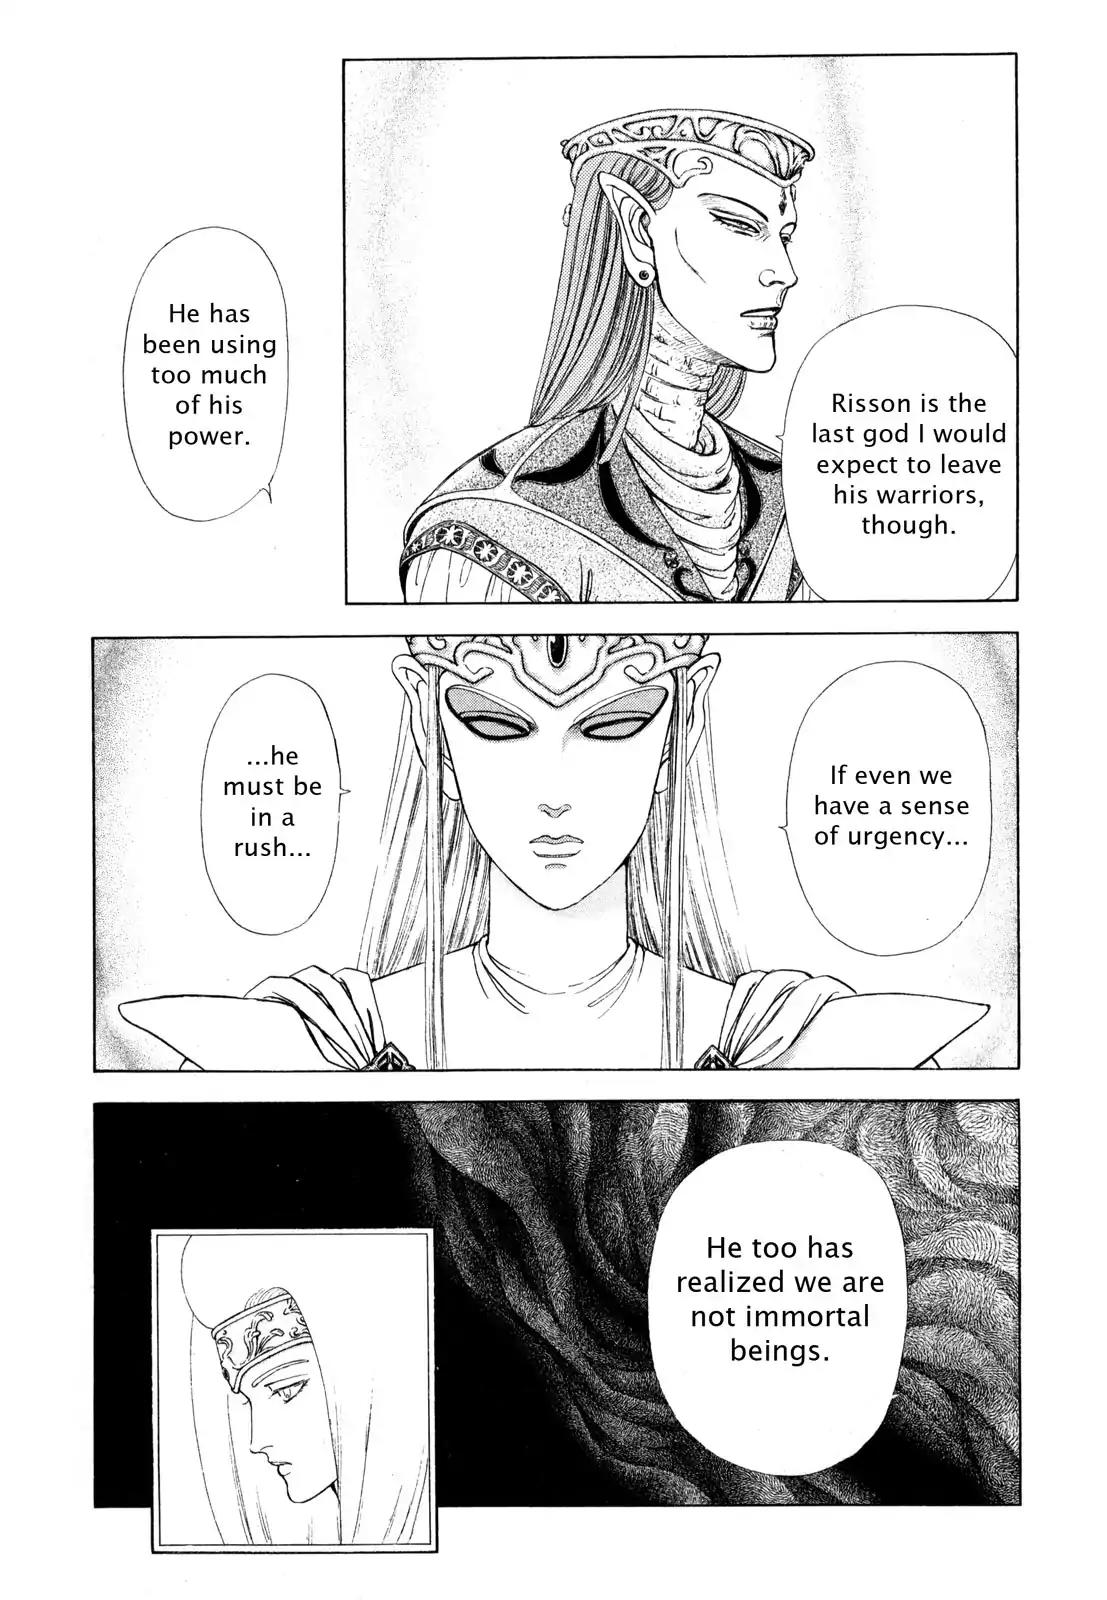 Risson is the
last god I would
expect to leave
his warriors,
though.
He has
been using
too much
of his
power.
If even we
have a sense
of urgency...
...he
must be
in a
rush...
He too has
realized we are
not immortal
beings.